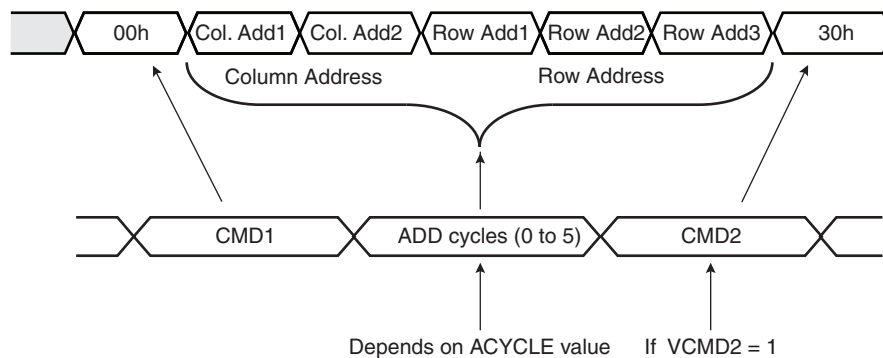 00h Col. Add1 Col. Add2 Row Add1 Row Add2 Row Add3 30h
Column Address Row Address
CMD1 ADD cycles (0 to 5) CMD2
Depends on ACYCLE value If VCMD2 = 1